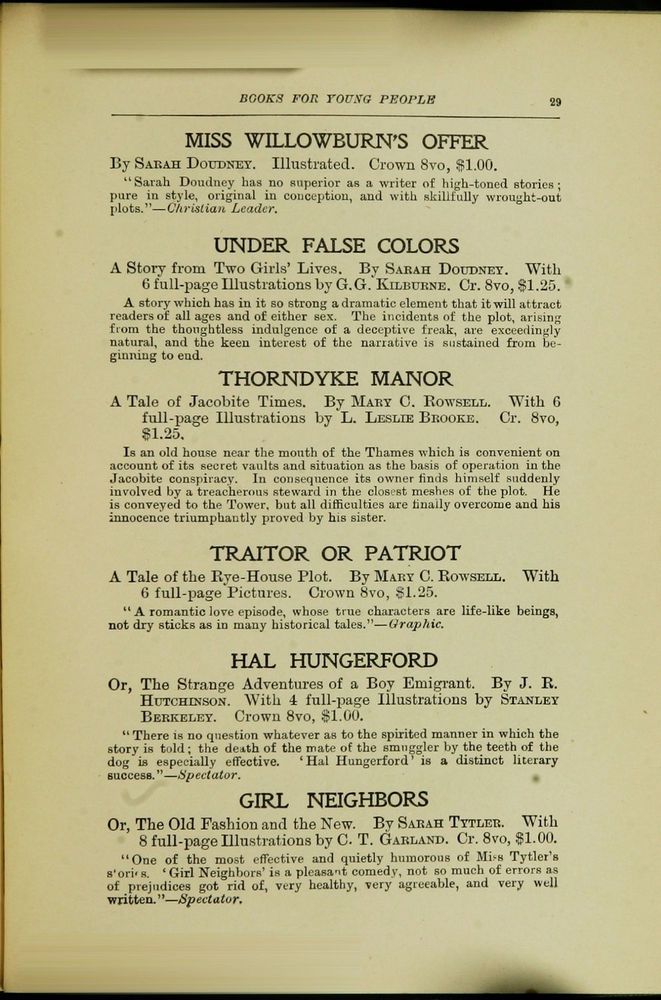 BOOKS FOR YOUNG PEOPLE 29
MISS WILLOWBURN'S OFFER
By SARAH DOUDNEY. Illustrated. Crown 8vo, $1.00.
"Sarah Doudney has no superior as a writer of high-toned stories;
pure in style, original in conception, and with skillfully wrought-out
plots."—Christian Leader.
UNDER FALSE COLORS
A Story from Two Girls' Lives. By SARAH DOUDNEY. With
6 full-page Illustrations by G. G. KILBURNE. Cr. 8vo, $1.25.
A story which has in it so strong a dramatic element that it will attract
readers of all ages and of either sex. The incidents of the plot, arising
from the thoughtless indulgence of a deceptive freak, are exceedingly
natural, and the keen interest of the narrative is sustained from be-
ginning to end.
THORNDYKE MANOR
A Tale of Jacobite Times. By MARY C. ROWSELL. With 6
full-page Illustrations by L. LESLIE BROOKE. Cr. 8vo,
$1.25.
Is an old house near the mouth of the Thames which is convenient on
account of its secret vaults and situation as the basis of operation in the
Jacobite conspiracy. In consequence its owner finds himself suddenly
involved by a treacherous steward in the closest meshes of the plot. He
is conveyed to the Tower, but all difficulties are finally overcome and his
innocence triumphantly proved by his sister.
TRAITOR OR PATRIOT
A Tale of the Rye-House Plot. By MARY C. ROWSELL. With
6 full-page Pictures. Crown 8vo, $1.25.
"A romantic love episode, whose true characters are life-like beings,
not dry sticks as in many historical tales."—Graphic.
HAL HUNGERFORD
Or, The Strange Adventures of a Boy Emigrant. By J. R.
HUTCHINSON. With 4 full-page Illustrations by STANLEY
BERKELEY. Crown 8vo, $1.00.
"There is no question whatever as to the spirited manner in which the
story is told; the death of the mate of the smuggler by the teeth of the
dog is especially effective. 'Hal Hungerford' is a distinct literary
success."—Spectator.
GIRL NEIGHBORS
Or, The Old Fashion and the New. By SARAH TYTLER. With
8 full-page Illustrations by C. T. GARLAND. Cr. 8vo, $1.00.
"One of the most effective and quietly humorous of Miss Tytler's
stories. 'Girl Neighbors' is a pleasant comedy, not so much of errors as
of prejudices got rid of, very healthy, very agreeable, and very well
written."—Spectator.